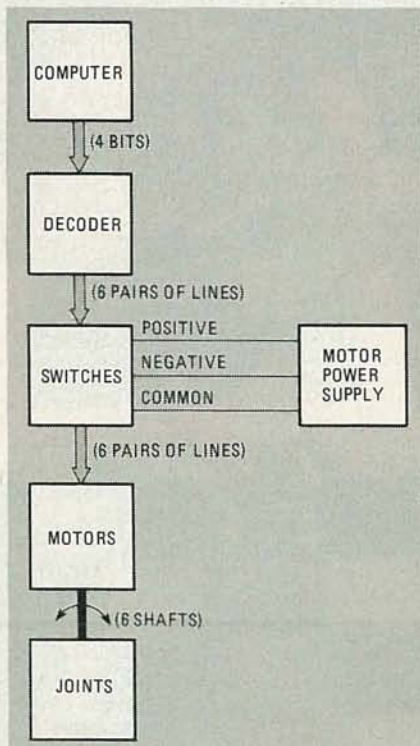 COMPUTER
(4 BITS)
DECODER
(6 PAIRS OF LINES)
SWITCHES
POSITIVE
NEGATIVE
COMMON
MOTOR
POWER
SUPPLY
(6 PAIRS OF LINES)
MOTORS
(6 SHAFTS)
JOINTS